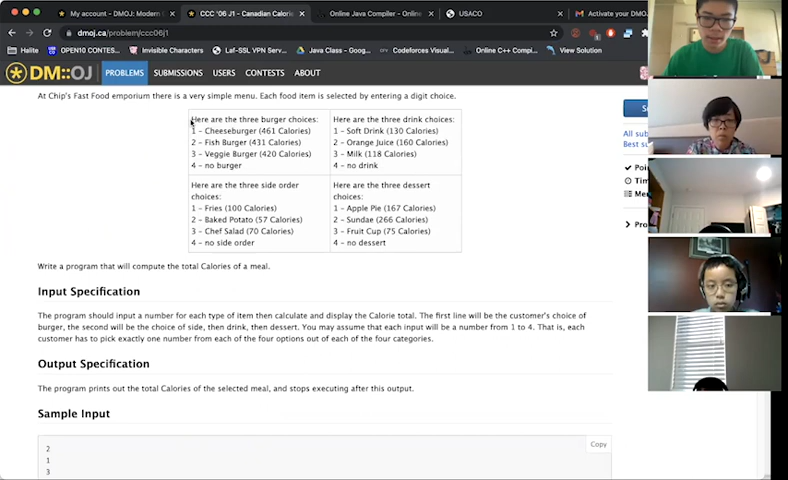 My account - DMOJ: Modern
CCC '06 J1 - Canadian Calorie
Online Java Compiler - Online
USACO
Activate your DMOJ
dmoj.ca/problem/ccc06j1
Halite
OPEN10 CONTES...
Invisible Characters
Laf-SSL VPN Serv...
Java Class - Goog...
Codeforces Visual...
Online C++ Compil...
View Solution
DM::OJ
PROBLEMS
SUBMISSIONS
USERS
CONTESTS
ABOUT
At Chip's Fast Food emporium there is a very simple menu. Each food item is selected by entering a digit choice.
Here are the three burger choices:
1 – Cheeseburger (461 Calories)
2 – Fish Burger (431 Calories)
3 – Veggie Burger (420 Calories)
4 – no burger
Here are the three drink choices:
1 – Soft Drink (130 Calories)
2 – Orange Juice (160 Calories)
3 – Milk (118 Calories)
4 – no drink
Here are the three side order
choices:
1 – Fries (100 Calories)
2 – Baked Potato (57 Calories)
3 – Chef Salad (70 Calories)
4 – no side order
Here are the three dessert
choices:
1 – Apple Pie (167 Calories)
2 – Sundae (266 Calories)
3 – Fruit Cup (75 Calories)
4 – no dessert
Write a program that will compute the total Calories of a meal.
Input Specification
The program should input a number for each type of item then calculate and display the Calorie total. The first line will be the customer's choice of
burger, the second will be the choice of side, then drink, then dessert. You may assume that each input will be a number from 1 to 4. That is, each
customer has to pick exactly one number from each of the four options out of each of the four categories.
Output Specification
The program prints out the total Calories of the selected meal, and stops executing after this output.
Sample Input
Copy
2
1
3
All sub
Best su
Poi
Tim
Me
Pro